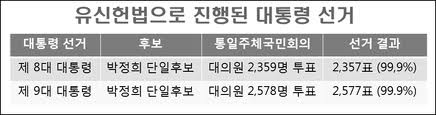 유신헌법으로 진행된 대통령 선거
대통령 선거 후보 통일주체국민회의 선거 결과
제 8대 대통령 박정희 단일후보 대의원 2,359명 투표 2,357표 (99,9%)
제 9대 대통령 박정희 단일후보 대의원 2,578명 투표 2,577표 (99.9%)